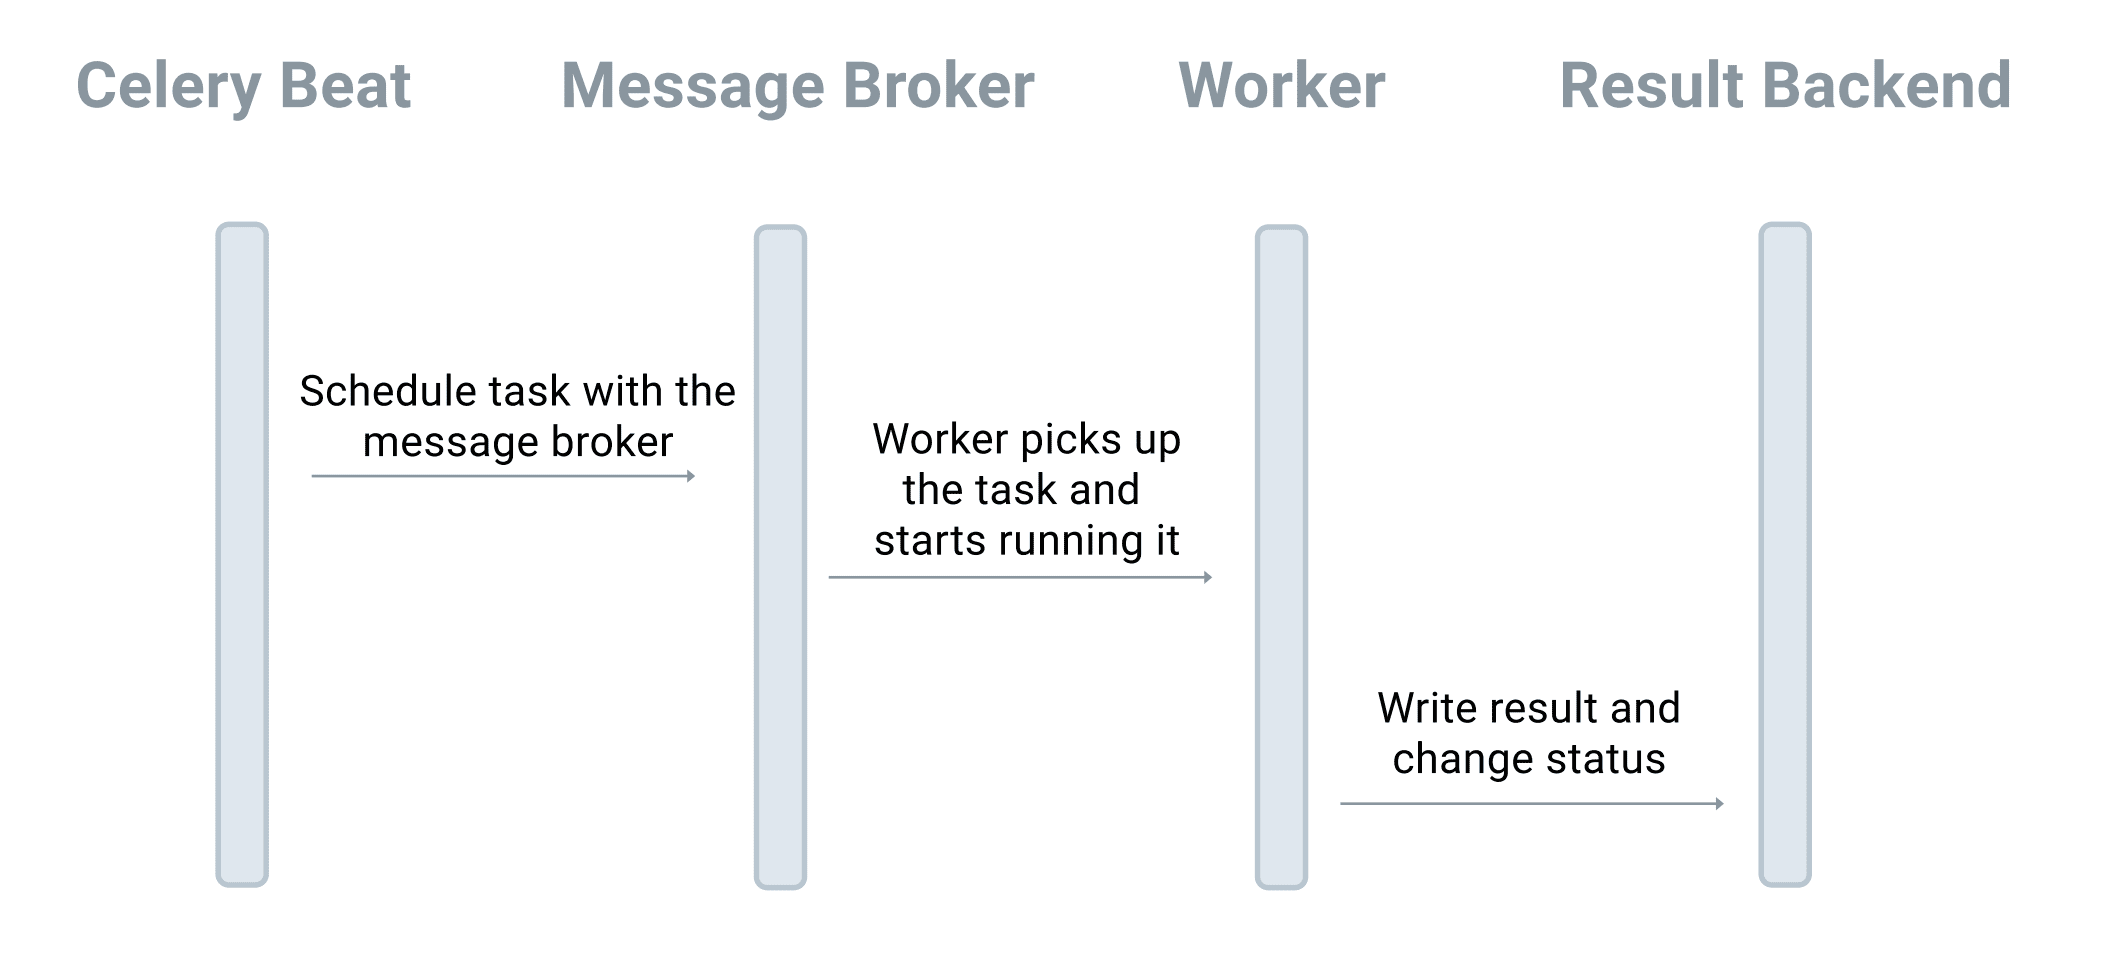 Celery Beat
Message Broker
Worker
Result Backend
Schedule task with the
message broker
Worker picks up
the task and
starts running it
Write result and
change status